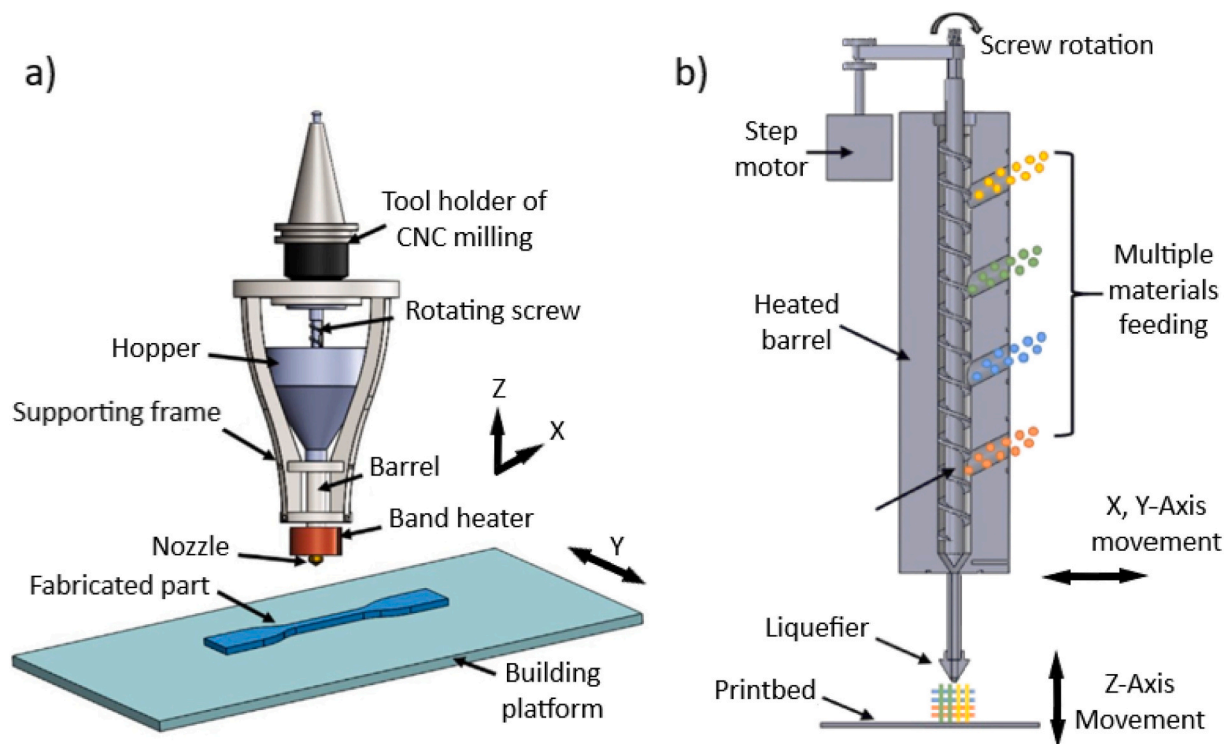 a)
Tool holder of
CNC milling
Rotating screw
Hopper
Supporting frame
Z
X
Barrel
Band heater
Nozzle
Y
Fabricated part
Building
platform
b)
Screw rotation
Step
motor
Multiple
materials
feeding
Heated
barrel
X, Y-Axis
movement
Liquefier
Printbed
Z-Axis
Movement